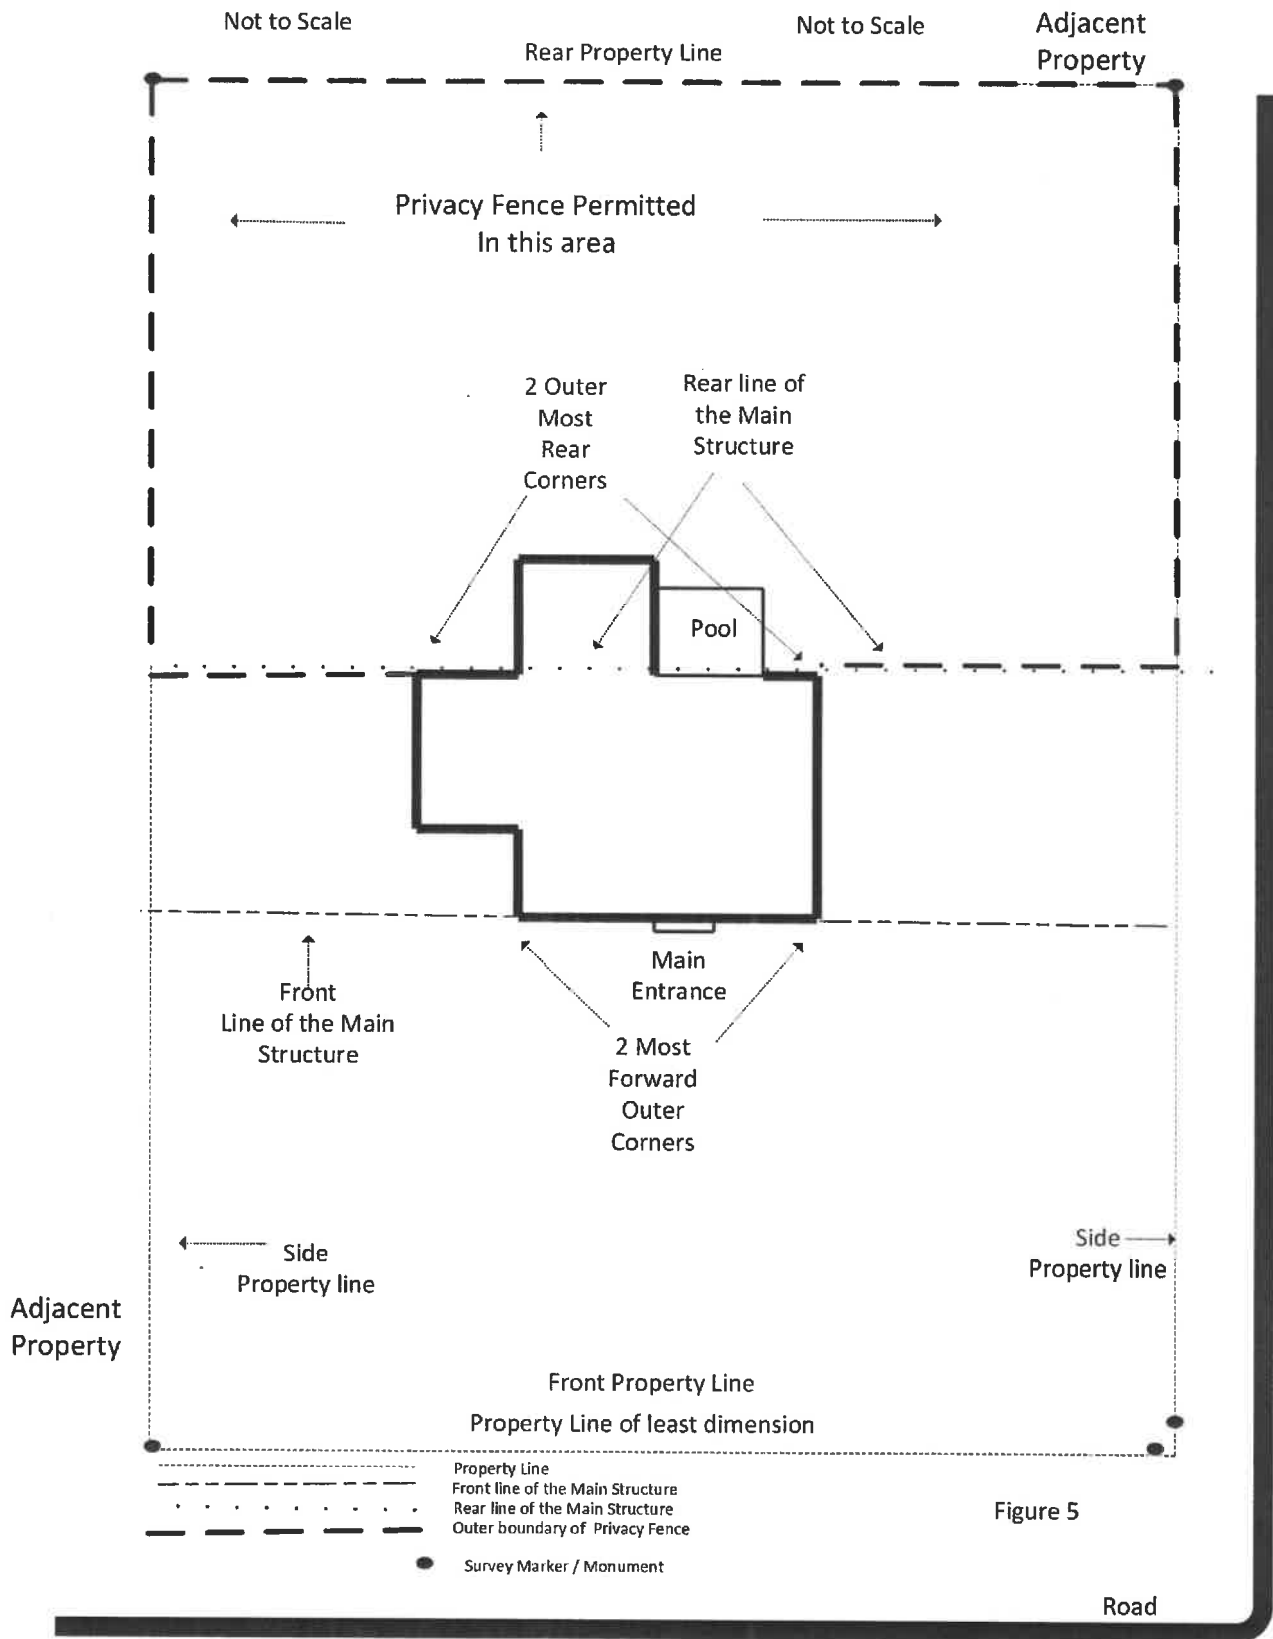 Not to Scale
Not to Scale
Adjacent
Property
Rear Property Line
Privacy Fence Permitted
In this area
2 Outer
Most
Rear
Corners
Rear line of
the Main
Structure
Pool
Main
Entrance
Front
Line of the Main
Structure
2 Most
Forward
Outer
Corners
Side
Property line
Side
Property line
Adjacent
Property
Front Property Line
Property Line of least dimension
Property Line
Front line of the Main Structure
Rear line of the Main Structure
Outer boundary of Privacy Fence
Survey Marker / Monument
Figure 5
Road